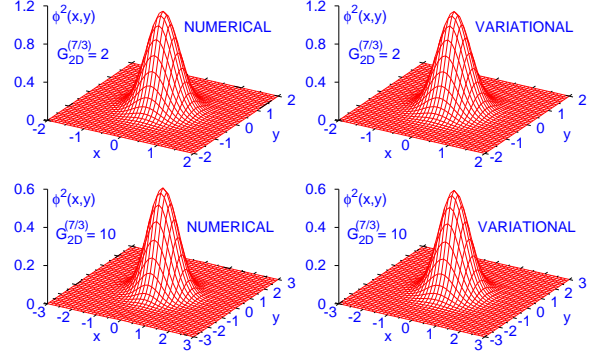 1.2 ϕ²(x,y) NUMERICAL
G₂D^(7/3) = 2
0.8
0.4
0
-2 -1 0 1 2
x
-2 -1 0 1 2
y
1.2 ϕ²(x,y) VARIATIONAL
G₂D^(7/3) = 2
0.8
0.4
0
-2 -1 0 1 2
x
-2 -1 0 1 2
y
0.6 ϕ²(x,y)
G₂D^(7/3) = 10 NUMERICAL
0.4
0.2
0
-3 -2 -1 0 1 2 3
x
-3 -2 -1 0 1 2 3
y
0.6 ϕ²(x,y)
G₂D^(7/3) = 10 VARIATIONAL
0.4
0.2
0
-3 -2 -1 0 1 2 3
x
-3 -2 -1 0 1 2 3
y